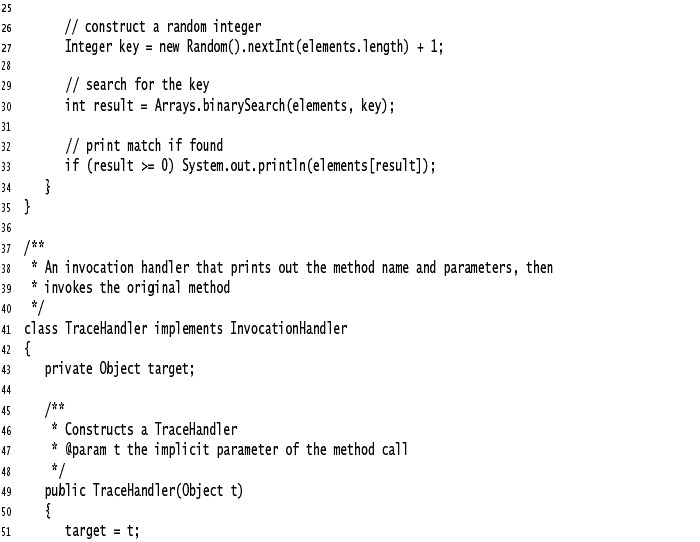 25
26       // construct a random integer
27       Integer key = new Random().nextInt(elements.length) + 1;
28
29       // search for the key
30       int result = Arrays.binarySearch(elements, key);
31
32       // print match if found
33       if (result >= 0) System.out.println(elements[result]);
34    }
35 }
36
37 /**
38  * An invocation handler that prints out the method name and parameters, then
39  * invokes the original method
40  */
41 class TraceHandler implements InvocationHandler
42 {
43    private Object target;
44
45    /**
46     * Constructs a TraceHandler
47     * @param t the implicit parameter of the method call
48     */
49    public TraceHandler(Object t)
50    {
51       target = t;